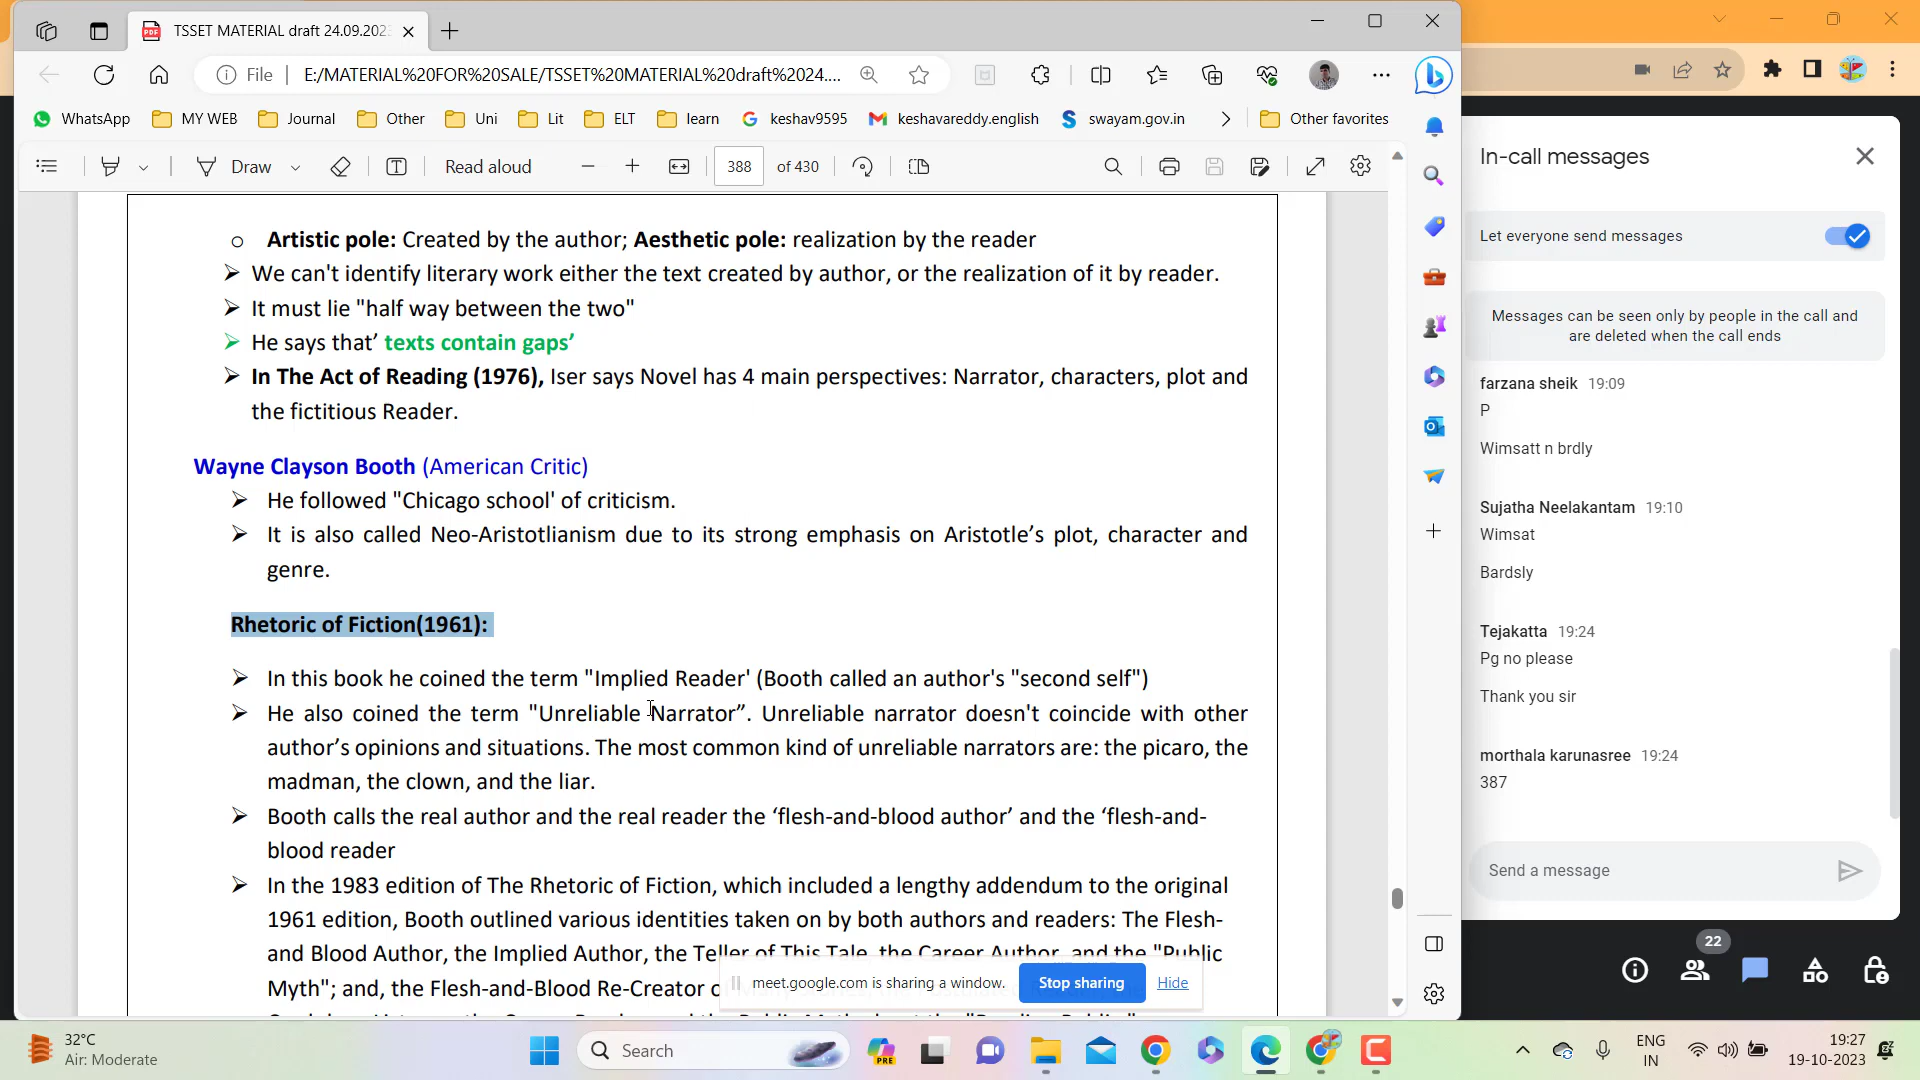 TSSET MATERIAL draft 24.09.202
File
E:/MATERIAL%20FOR%20SALE/TSSET%20MATERIAL%20draft%2024....
WhatsApp MY WEB Journal Other Uni Lit ELT learn keshav9595 keshavareddy.english swayam.gov.in Other favorites
Draw Read aloud 388 of 430
o Artistic pole: Created by the author; Aesthetic pole: realization by the reader
➢ We can't identify literary work either the text created by author, or the realization of it by reader.
➢ It must lie "half way between the two"
➢ He says that’ texts contain gaps’
➢ In The Act of Reading (1976), Iser says Novel has 4 main perspectives: Narrator, characters, plot and
the fictitious Reader.
Wayne Clayson Booth (American Critic)
➢ He followed "Chicago school' of criticism.
➢ It is also called Neo-Aristotlianism due to its strong emphasis on Aristotle’s plot, character and
genre.
Rhetoric of Fiction(1961):
➢ In this book he coined the term "Implied Reader' (Booth called an author's "second self")
➢ He also coined the term "Unreliable Narrator”. Unreliable narrator doesn't coincide with other
author’s opinions and situations. The most common kind of unreliable narrators are: the picaro, the
madman, the clown, and the liar.
➢ Booth calls the real author and the real reader the ‘flesh-and-blood author’ and the ‘flesh-and-
blood reader
➢ In the 1983 edition of The Rhetoric of Fiction, which included a lengthy addendum to the original
1961 edition, Booth outlined various identities taken on by both authors and readers: The Flesh-
and Blood Author, the Implied Author, the Teller of This Tale, the Career Author, and the "Public
Myth"; and, the Flesh-and-Blood Re-Creator
meet.google.com is sharing a window. Stop sharing Hide
In-call messages
Let everyone send messages
Messages can be seen only by people in the call and
are deleted when the call ends
farzana sheik 19:09
P
Wimsatt n brdly
Sujatha Neelakantam 19:10
Wimsat
Bardsly
Tejakatta 19:24
Pg no please
Thank you sir
morthala karunasree 19:24
387
Send a message
22
32°C
Air: Moderate
Search
PRE
ENG
IN
19:27
19-10-2023